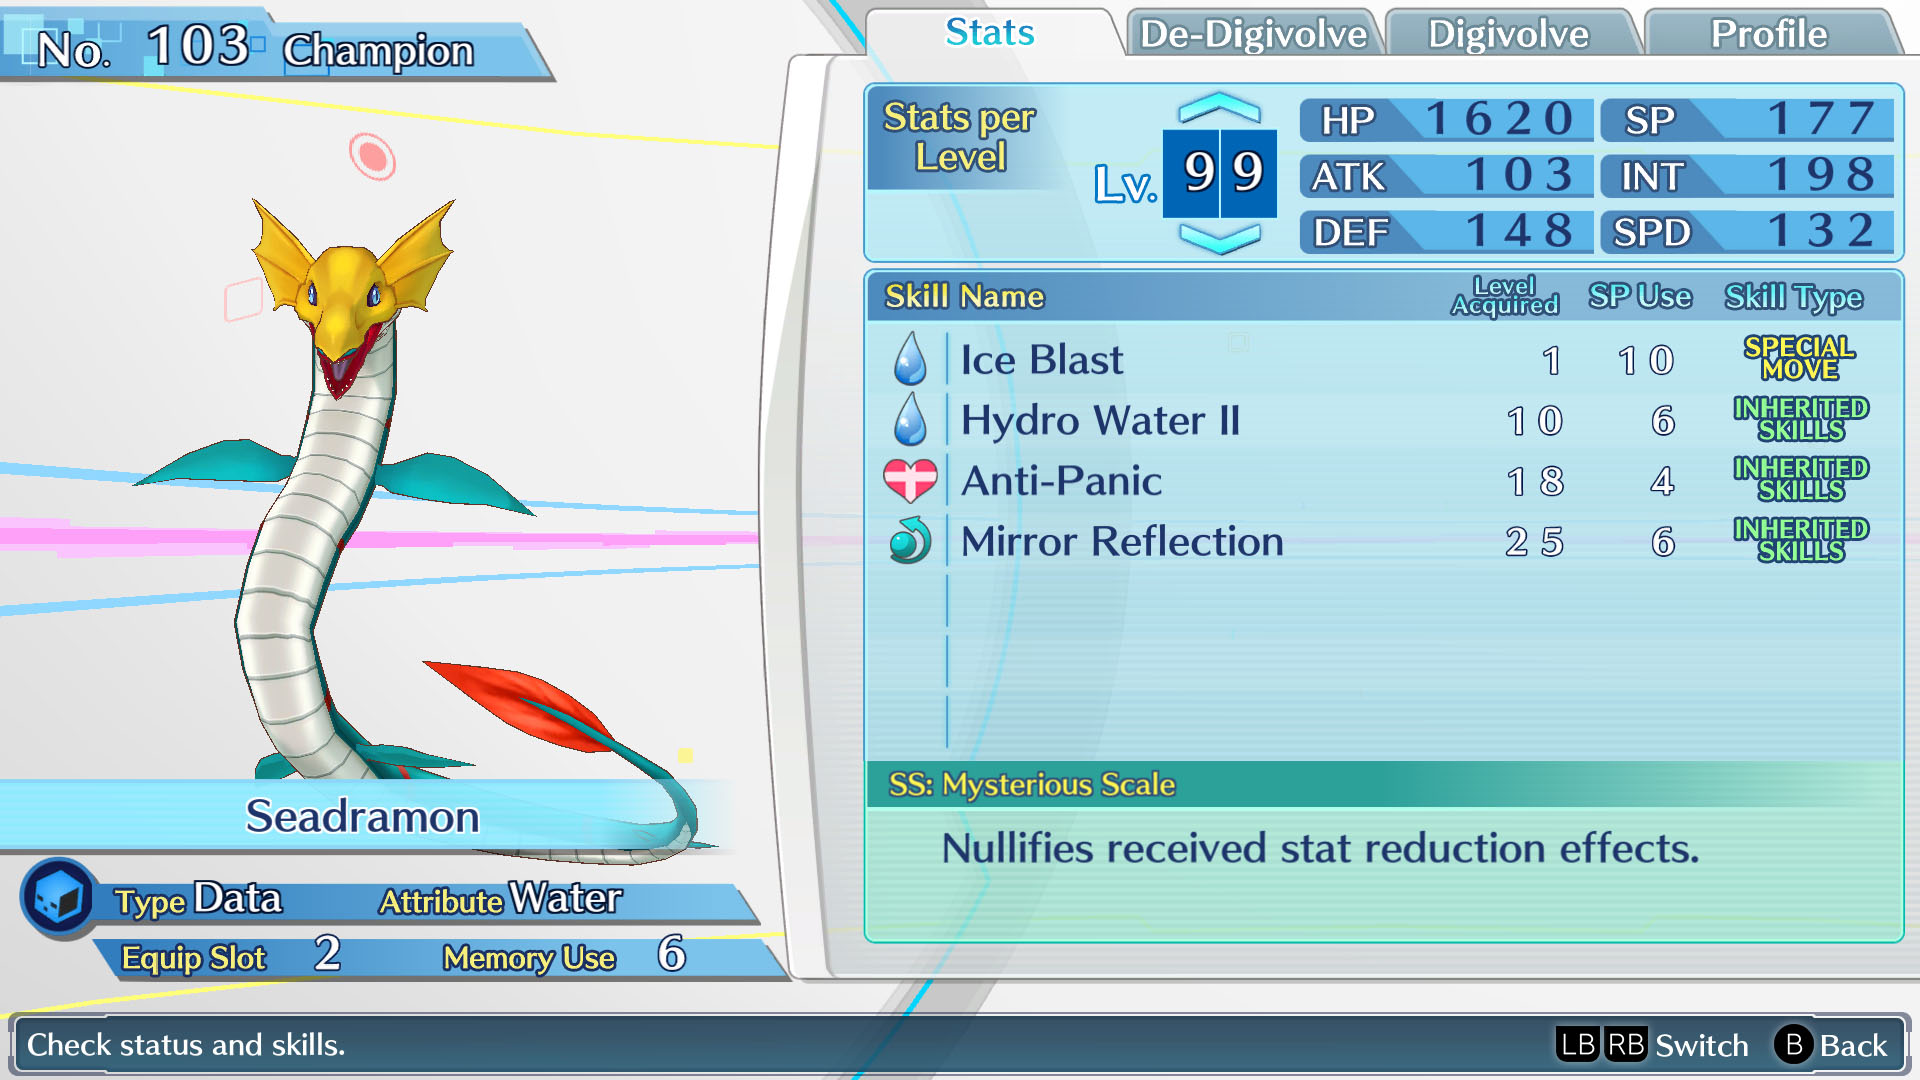 No. 103 Champion
Stats
De-Digivolve
Digivolve
Profile
Stats per
Level
Lv. 99
HP 1620
SP 177
ATK 103
INT 198
DEF 148
SPD 132
Skill Name
Level
Acquired
SP Use
Skill Type
Ice Blast 1 10 SPECIAL
MOVE
Hydro Water II 10 6 INHERITED
SKILLS
Anti-Panic 18 4 INHERITED
SKILLS
Mirror Reflection 25 6 INHERITED
SKILLS
SS: Mysterious Scale
Nullifies received stat reduction effects.
Seadramon
Type Data Attribute Water
Equip Slot 2 Memory Use 6
Check status and skills.
LB RB Switch B Back